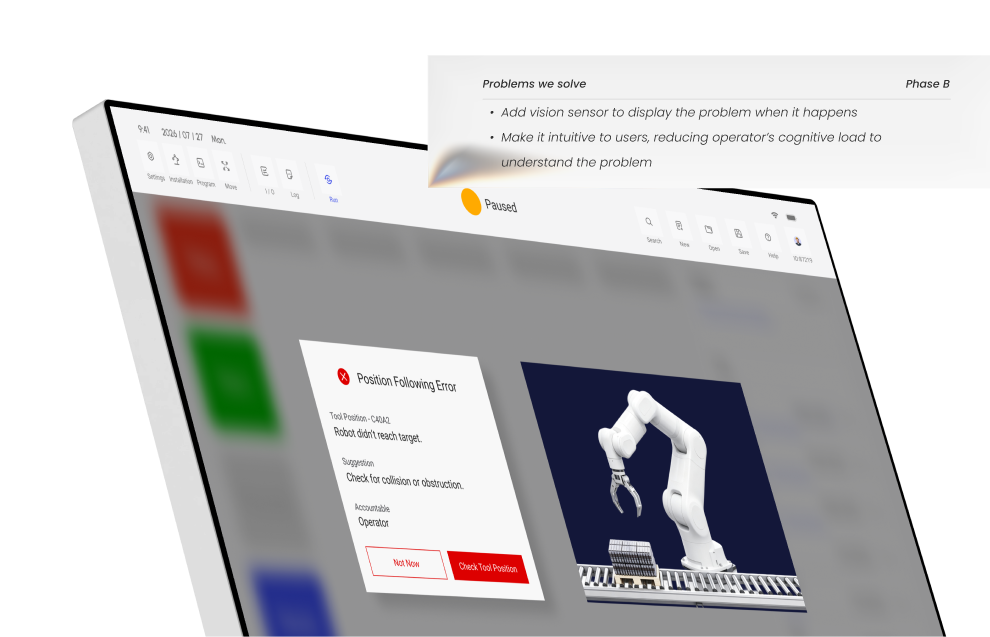 Problems we solve
Phase B
• Add vision sensor to display the problem when it happens
• Make it intuitive to users, reducing operator's cognitive load to
understand the problem
9:41 2026 / 07 | 27 Mon.
Settings Installation Program Move I / O Log Run
Paused
Search New Open Save Help ID:87219
Position Following Error
Tool Position - C40A2
Robot didn't reach target.
Suggestion
Check for collision or obstruction.
Accountable
Operator
Not Now
Check Tool Position